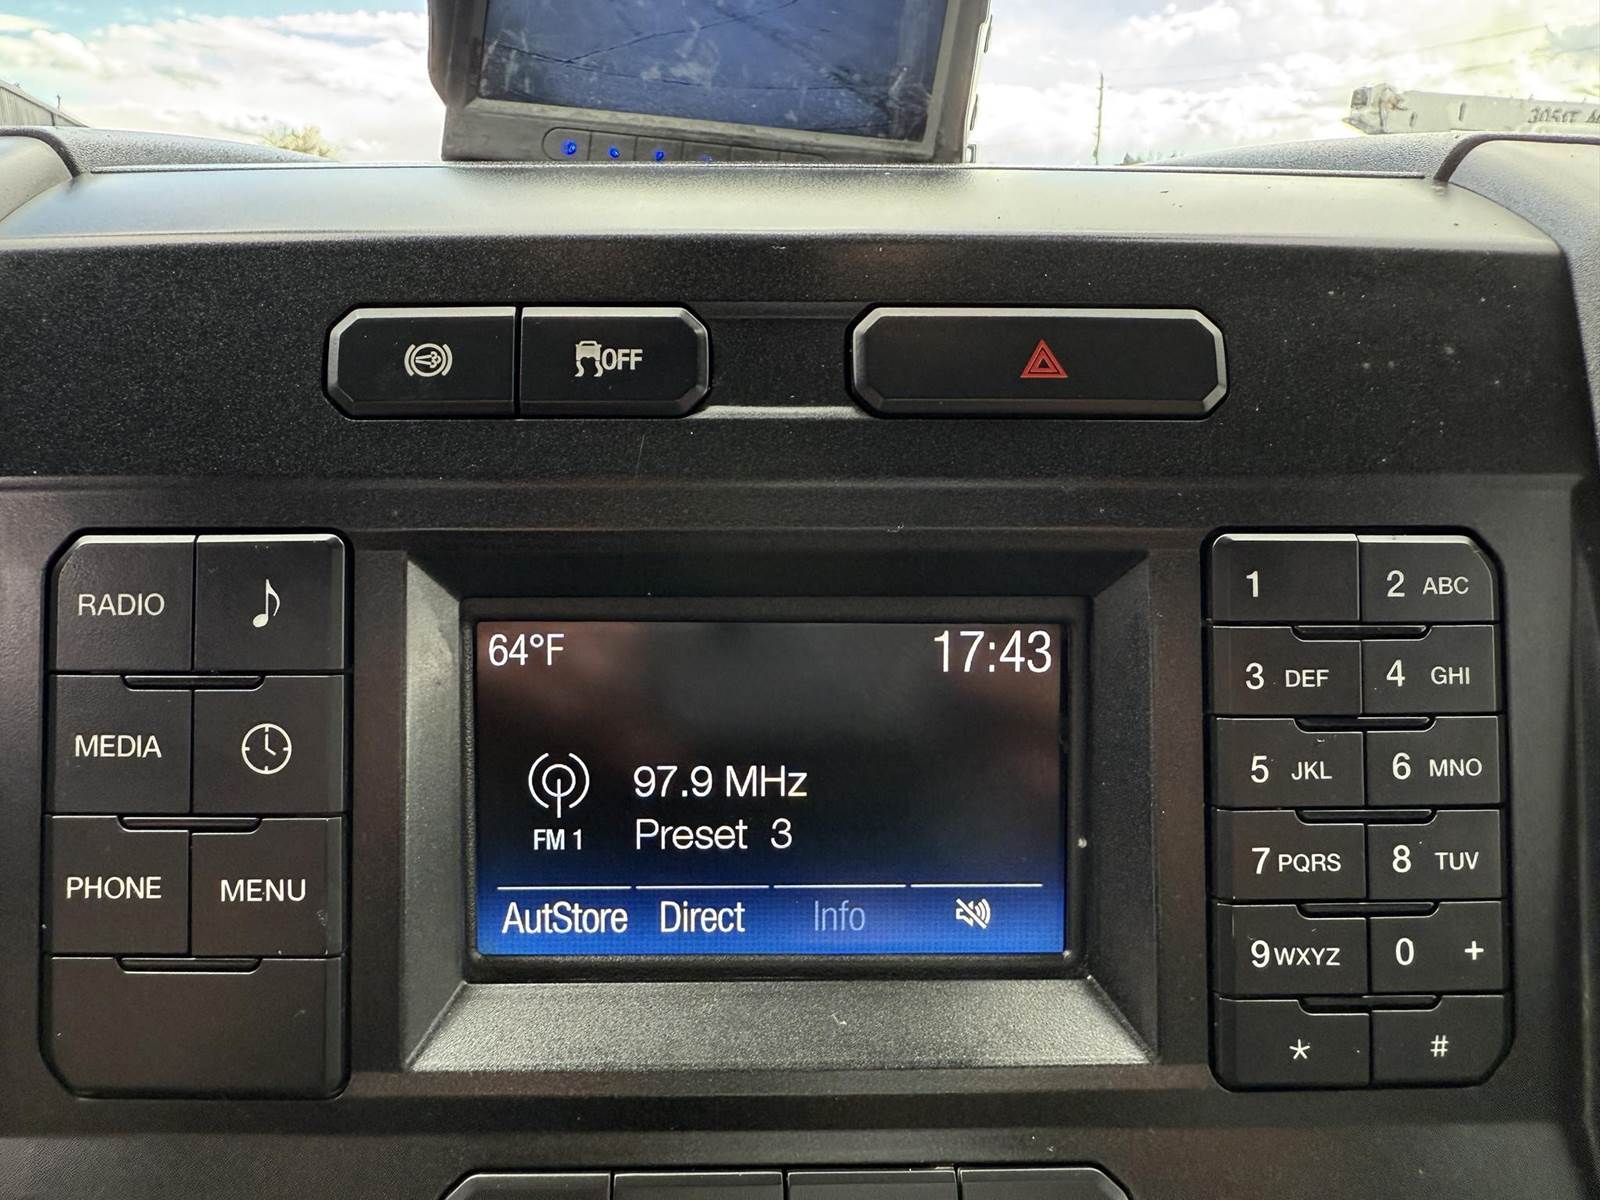 OFF
RADIO
MEDIA
PHONE
MENU
64°F
17:43
97.9 MHz
FM 1
Preset 3
AutStore Direct Info
1
2 ABC
3 DEF
4 GHI
5 JKL
6 MNO
7 PQRS
8 TUV
9 WXYZ
0 +
*
#